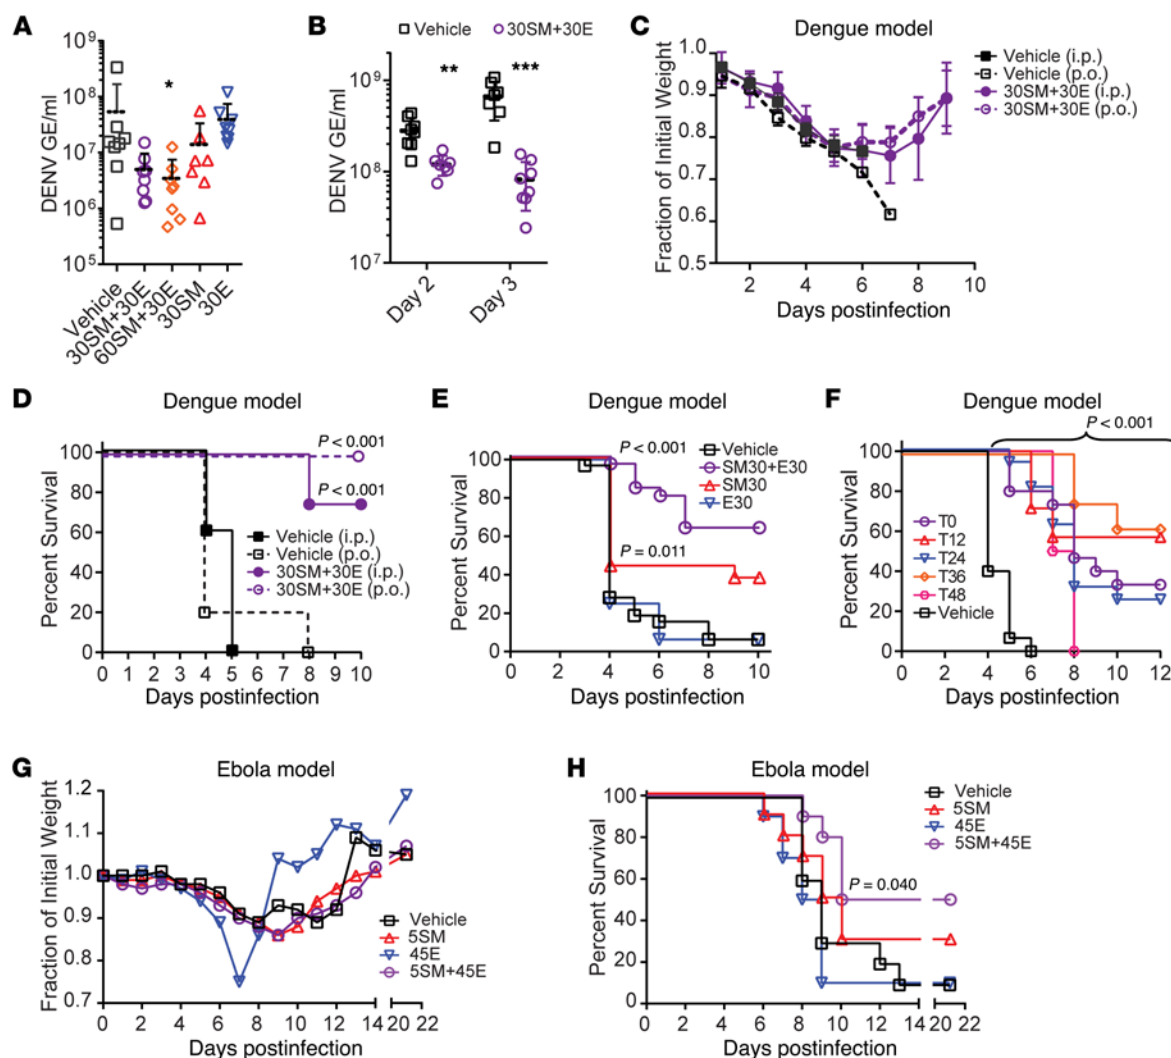 A
DENV GE/ml
10⁹
10⁸
10⁷
10⁶
10⁵
*
Vehicle
30SM+30E
60SM+30E
30SM
30E
B
Vehicle
30SM+30E
DENV GE/ml
10⁹
10⁸
10⁷
**
***
Day 2
Day 3
C
Dengue model
Fraction of Initial Weight
1.0
0.9
0.8
0.7
0.6
0.5
2 4 6 8 10
Days postinfection
Vehicle (i.p.)
Vehicle (p.o.)
30SM+30E (i.p.)
30SM+30E (p.o.)
D
Dengue model
Percent Survival
100
80
60
40
20
0
0 1 2 3 4 5 6 7 8 9 10
Days postinfection
P < 0.001
P < 0.001
Vehicle (i.p.)
Vehicle (p.o.)
30SM+30E (i.p.)
30SM+30E (p.o.)
E
Dengue model
Percent Survival
100
80
60
40
20
0
0 2 4 6 8 10
Days postinfection
P < 0.001
P = 0.011
Vehicle
SM30+E30
SM30
E30
F
Dengue model
P < 0.001
Percent Survival
100
80
60
40
20
0
0 2 4 6 8 10 12
Days postinfection
T0
T12
T24
T36
T48
Vehicle
G
Ebola model
Fraction of Initial Weight
1.2
1.1
1.0
0.9
0.8
0.7
0 2 4 6 8 10 12 14 20 22
Days postinfection
Vehicle
5SM
45E
5SM+45E
H
Ebola model
Percent Survival
100
80
60
40
20
0
0 2 4 6 8 10 12 14 20 22
Days postinfection
P = 0.040
Vehicle
5SM
45E
5SM+45E